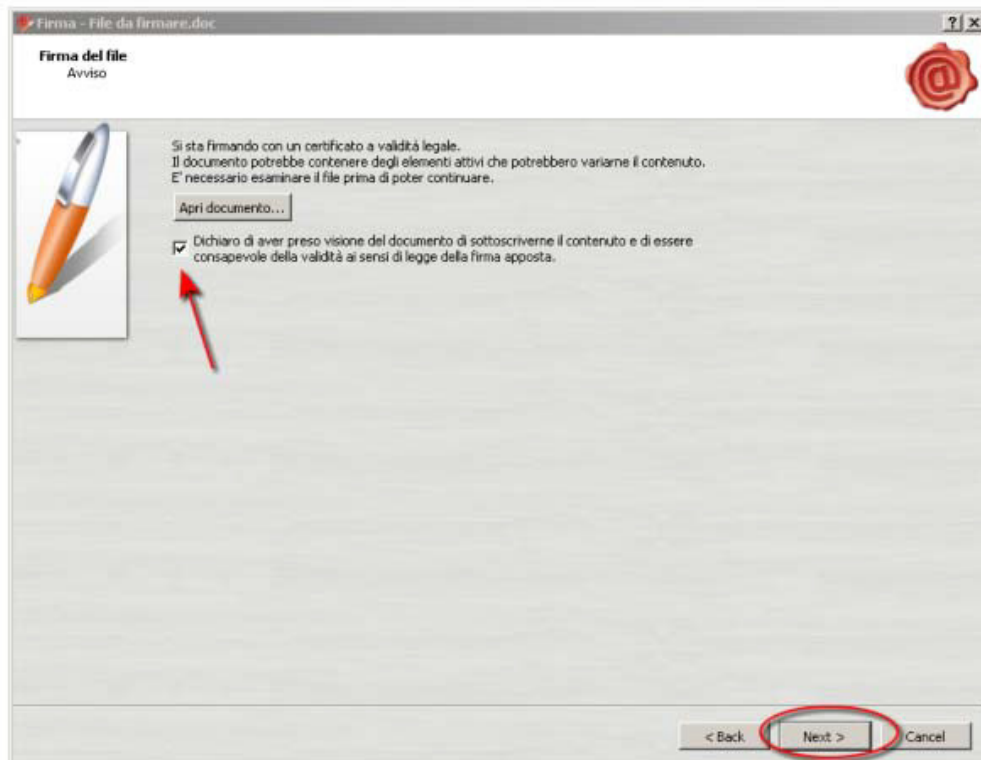 Firma - File da firmare.doc
Firma del file
Avviso
Si sta firmando con un certificato a validità legale.
Il documento potrebbe contenere degli elementi attivi che potrebbero variarne il contenuto.
E' necessario esaminare il file prima di poter continuare.
Apri documento...
Dichiaro di aver preso visione del documento di sottoscriverne il contenuto e di essere
consapevole della validità ai sensi di legge della firma apposta.
< Back
Next >
Cancel